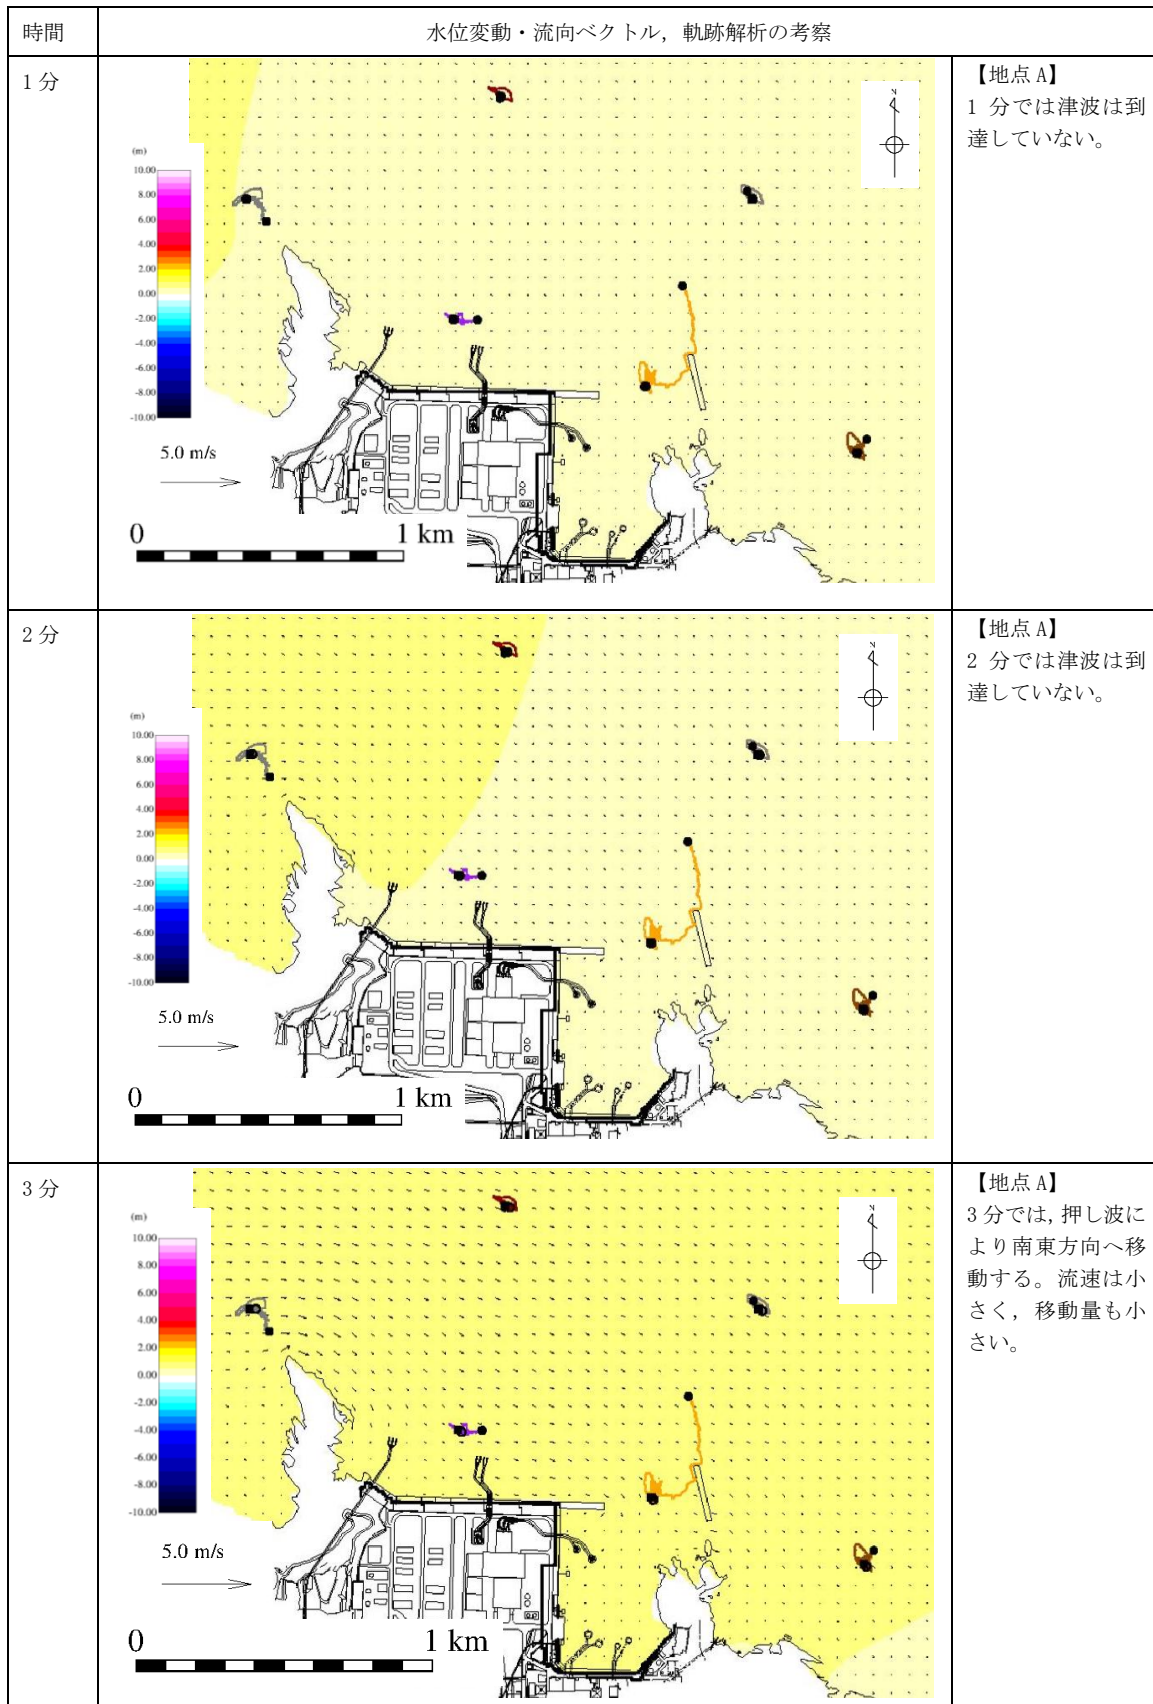 時間
水位変動・流向ベクトル，軌跡解析の考察
1分
(m)
10.00
8.00
6.00
4.00
2.00
0.00
-2.00
-4.00
-6.00
-8.00
-10.00
5.0 m/s
0
1 km
N
【地点 A】
1 分では津波は到
達していない。
2分
(m)
10.00
8.00
6.00
4.00
2.00
0.00
-2.00
-4.00
-6.00
-8.00
-10.00
5.0 m/s
0
1 km
N
【地点 A】
2 分では津波は到
達していない。
3分
(m)
10.00
8.00
6.00
4.00
2.00
0.00
-2.00
-4.00
-6.00
-8.00
-10.00
5.0 m/s
0
1 km
N
【地点 A】
3分では，押し波に
より南東方向へ移
動する。流速は小
さく，移動量も小
さい。